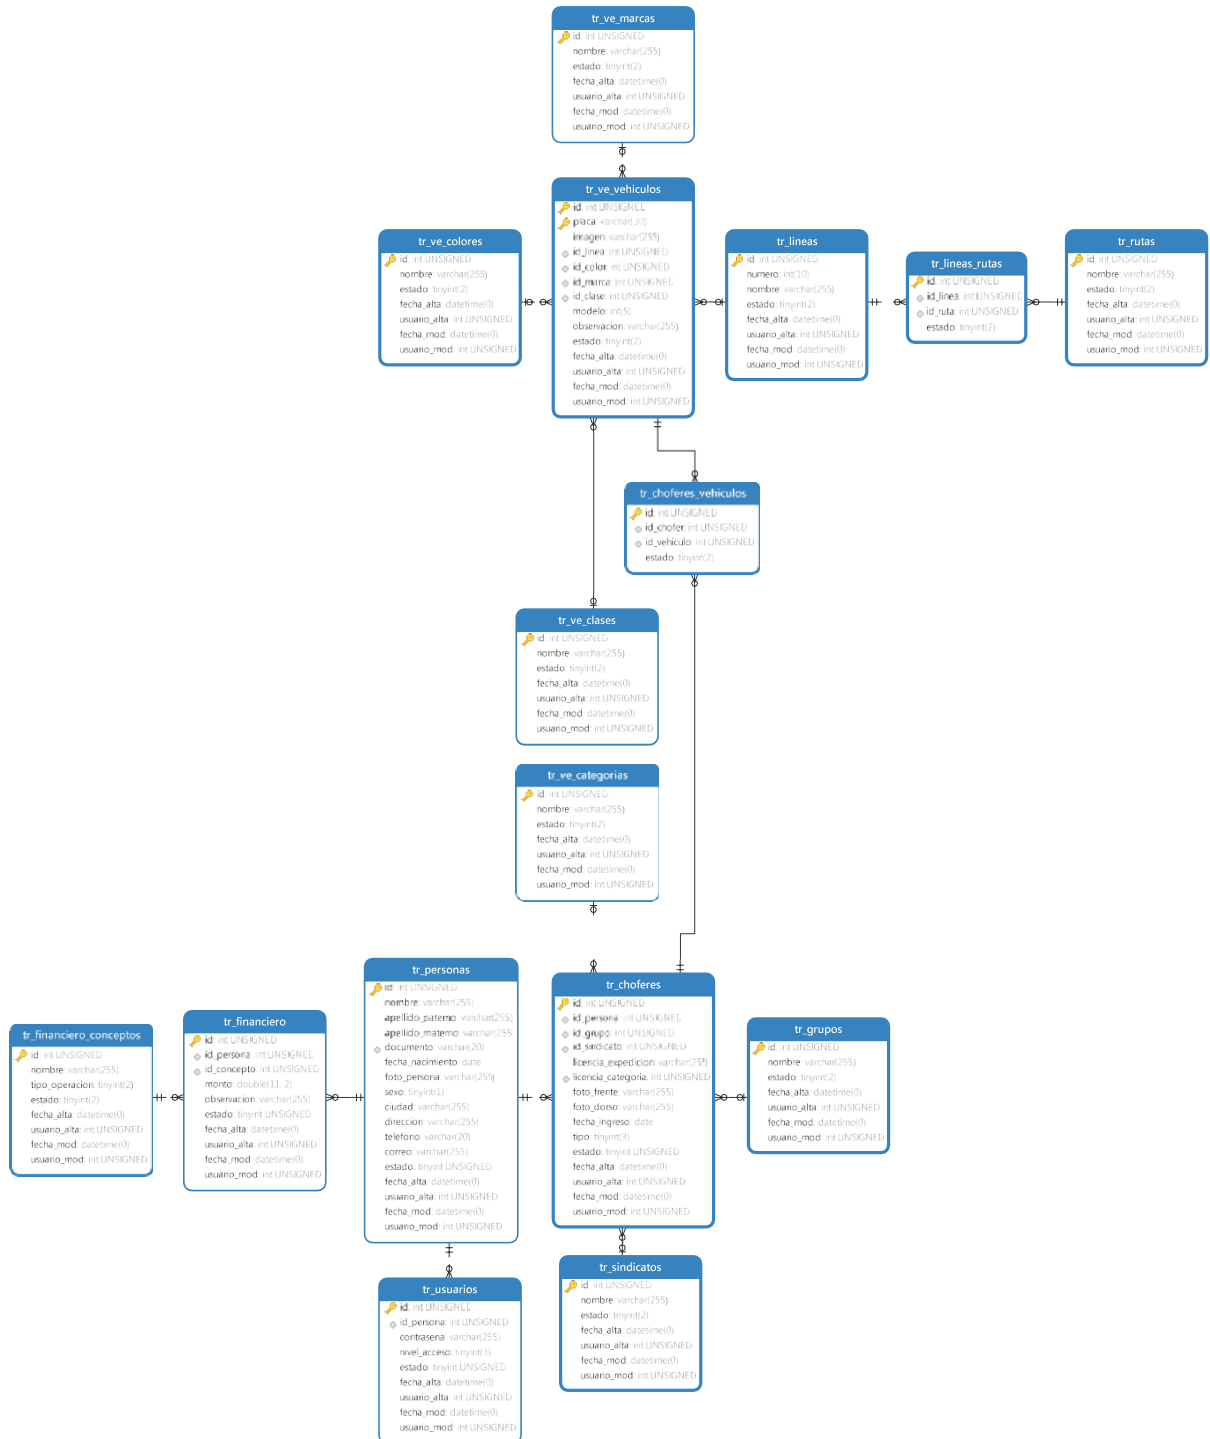 tr_ve_marcas
id: int UNSIGNED
nombre: varchar(255)
estado: tinyint(2)
fecha_alta: datetime(0)
usuario_alta: int UNSIGNED
fecha_mod: datetime(0)
usuario_mod: int UNSIGNED
tr_ve_vehiculos
id: int UNSIGNED
placa: varchar(30)
imagen: varchar(255)
id_linea: int UNSIGNED
id_color: int UNSIGNED
id_marca: int UNSIGNED
id_clase: int UNSIGNED
modelo: int(5)
observacion: varchar(255)
estado: tinyint(2)
fecha_alta: datetime(0)
usuario_alta: int UNSIGNED
fecha_mod: datetime(0)
usuario_mod: int UNSIGNED
tr_ve_colores
id: int UNSIGNED
nombre: varchar(255)
estado: tinyint(2)
fecha_alta: datetime(0)
usuario_alta: int UNSIGNED
fecha_mod: datetime(0)
usuario_mod: int UNSIGNED
tr_lineas
id: int UNSIGNED
numero: int(10)
nombre: varchar(255)
estado: tinyint(2)
fecha_alta: datetime(0)
usuario_alta: int UNSIGNED
fecha_mod: datetime(0)
usuario_mod: int UNSIGNED
tr_lineas_rutas
id: int UNSIGNED
id_linea: int UNSIGNED
id_ruta: int UNSIGNED
estado: tinyint(2)
tr_rutas
id: int UNSIGNED
nombre: varchar(255)
estado: tinyint(2)
fecha_alta: datetime(0)
usuario_alta: int UNSIGNED
fecha_mod: datetime(0)
usuario_mod: int UNSIGNED
tr_choferes_vehiculos
id: int UNSIGNED
id_chofer: int UNSIGNED
id_vehiculo: int UNSIGNED
estado: tinyint(2)
tr_ve_clases
id: int UNSIGNED
nombre: varchar(255)
estado: tinyint(2)
fecha_alta: datetime(0)
usuario_alta: int UNSIGNED
fecha_mod: datetime(0)
usuario_mod: int UNSIGNED
tr_ve_categorias
id: int UNSIGNED
nombre: varchar(255)
estado: tinyint(2)
fecha_alta: datetime(0)
usuario_alta: int UNSIGNED
fecha_mod: datetime(0)
usuario_mod: int UNSIGNED
tr_financiero_conceptos
id: int UNSIGNED
nombre: varchar(255)
tipo_operacion: tinyint(2)
estado: tinyint(2)
fecha_alta: datetime(0)
usuario_alta: int UNSIGNED
fecha_mod: datetime(0)
usuario_mod: int UNSIGNED
tr_financiero
id: int UNSIGNED
id_persona: int UNSIGNED
id_concepto: int UNSIGNED
monto: double(11, 2)
observacion: varchar(255)
estado: tinyint UNSIGNED
fecha_alta: datetime(0)
usuario_alta: int UNSIGNED
fecha_mod: datetime(0)
usuario_mod: int UNSIGNED
tr_personas
id: int UNSIGNED
nombre: varchar(255)
apellido_paterno: varchar(255)
apellido_materno: varchar(255
documento: varchar(20)
fecha_nacimiento: date
foto_persona: varchar(255)
sexo: tinyint(1)
ciudad: varchar(255)
direccion: varchar(255)
telefono: varchar(20)
correo: varchar(255)
estado: tinyint UNSIGNED
fecha_alta: datetime(0)
usuario_alta: int UNSIGNED
fecha_mod: datetime(0)
usuario_mod: int UNSIGNED
tr_choferes
id: int UNSIGNED
id_persona: int UNSIGNED
id_grupo: int UNSIGNED
id_sindicato: int UNSIGNED
licencia_expedicion: varchar(255)
licencia_categoria: int UNSIGNED
foto_frente: varchar(255)
foto_dorso: varchar(255)
fecha_ingreso: date
tipo: tinyint(3)
estado: tinyint UNSIGNED
fecha_alta: datetime(0)
usuario_alta: int UNSIGNED
fecha_mod: datetime(0)
usuario_mod: int UNSIGNED
tr_grupos
id: int UNSIGNED
nombre: varchar(255)
estado: tinyint(2)
fecha_alta: datetime(0)
usuario_alta: int UNSIGNED
fecha_mod: datetime(0)
usuario_mod: int UNSIGNED
tr_usuarios
id: int UNSIGNED
id_persona: int UNSIGNED
contrasena: varchar(255)
nivel_acceso: tinyint(3)
estado: tinyint UNSIGNED
fecha_alta: datetime(0)
usuario_alta: int UNSIGNED
fecha_mod: datetime(0)
usuario_mod: int UNSIGNED
tr_sindicatos
id: int UNSIGNED
nombre: varchar(255)
estado: tinyint(2)
fecha_alta: datetime(0)
usuario_alta: int UNSIGNED
fecha_mod: datetime(0)
usuario_mod: int UNSIGNED